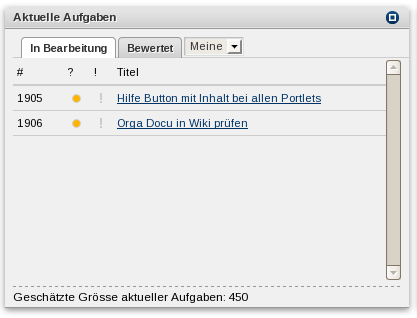 Aktuelle Aufgaben
In Bearbeitung Bewertet Meine
# ? ! Titel
1905 ! Hilfe Button mit Inhalt bei allen Portlets
1906 ! Orga Docu in Wiki prüfen
Geschätzte Grösse aktueller Aufgaben: 450